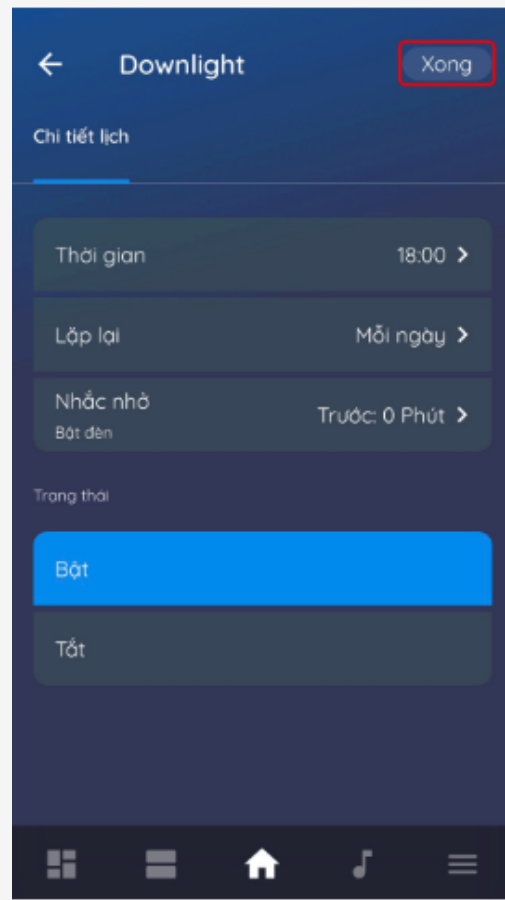 Downlight
Xong
Chi tiết lịch
Thời gian
18:00
Lặp lại
Mỗi ngày
Nhắc nhở
Bật đèn
Trước: 0 Phút
Trạng thái
Bật
Tắt